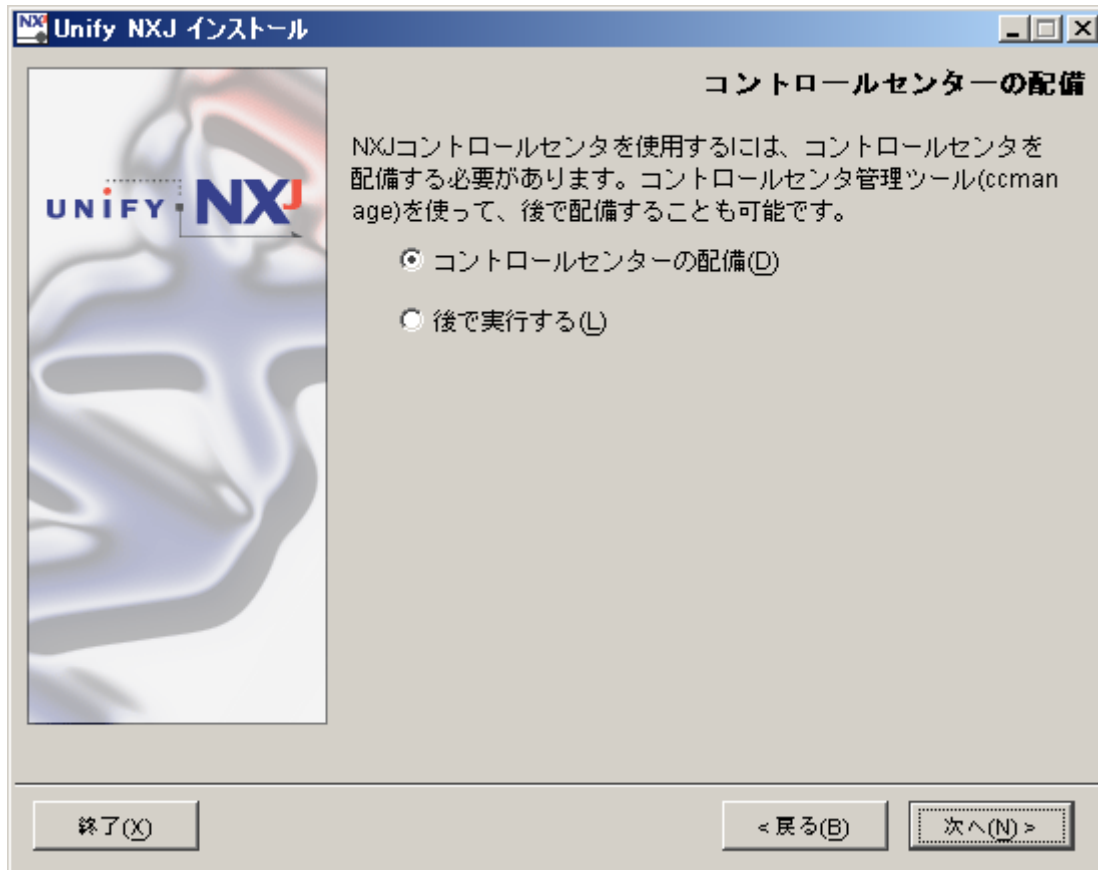 Unify NXJ インストール
コントロールセンターの配備
NXJコントロールセンタを使用するには、コントロールセンタを
配備する必要があります。コントロールセンタ管理ツール(ccman
age)を使って、後で配備することも可能です。
UNiFY NXJ
コントロールセンターの配備(D)
後で実行する(L)
終了(X)
<戻る(B)
次へ(N)>